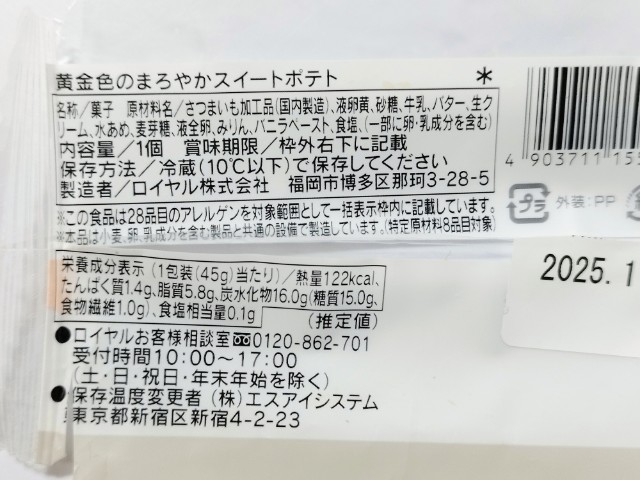 黄金色のまろやかスイートポテト *
名称／菓子 原材料名／さつまいも加工品(国内製造)、液卵黄、砂糖、牛乳、バター、生ク
リーム、水あめ、麦芽糖、液全卵、みりん、バニラペースト、食塩、(一部に卵・乳成分を含む)
内容量／1個 賞味期限／枠外右下に記載
保存方法／冷蔵(10℃以下)で保存してください
製造者／ロイヤル株式会社 福岡市博多区那珂3-28-5
4 903711 15
プラ 外装:PP
※この食品は28品目のアレルゲンを対象範囲として一括表示枠内に記載しています。
※本品は小麦、卵、乳成分を含む製品と共通の設備で製造しています。(特定原材料8品目対象)
2025.1
栄養成分表示 (1包装(45g)当たり)／熱量122kcal、
たんぱく質1.4g、脂質5.8g、炭水化物16.0g(糖質15.0g、
食物繊維1.0g)、食塩相当量0.1g
(推定値)
●ロイヤルお客様相談室 0120-862-701
受付時間10:00～17:00
(土・日・祝日・年末年始を除く)
●保存温度変更者 (株)エスアイシステム
東京都新宿区新宿4-2-23